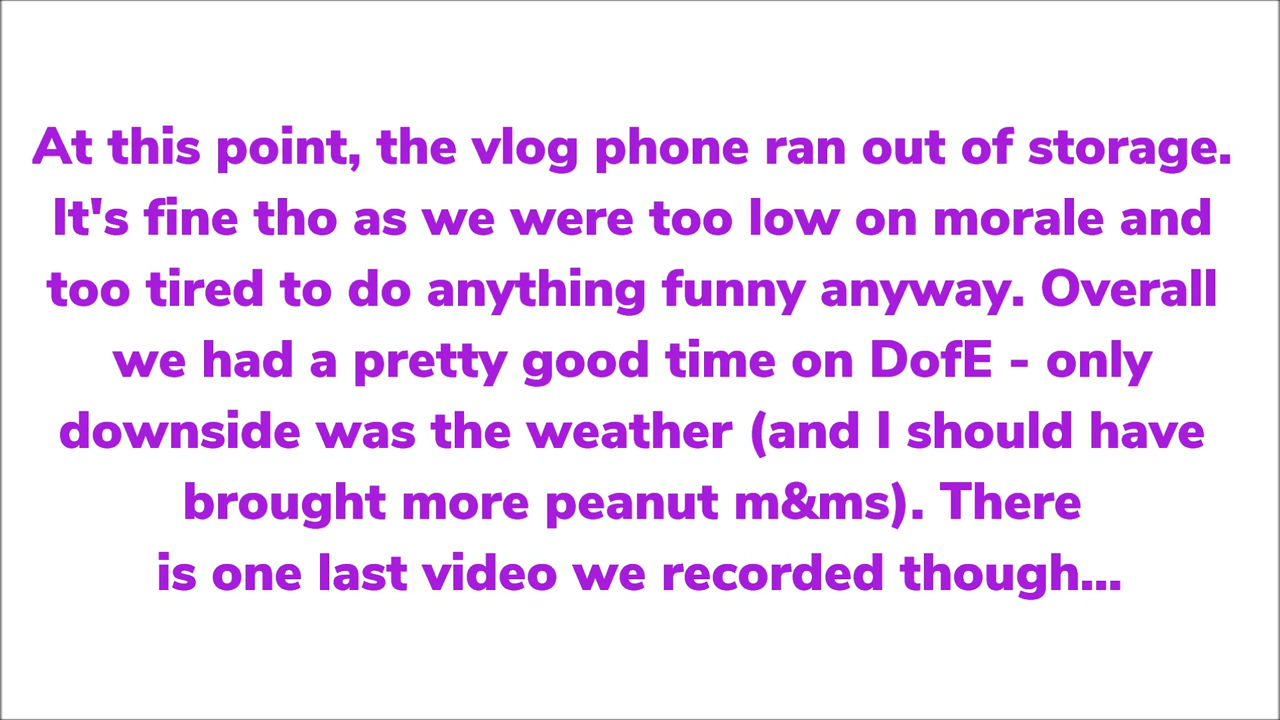 At this point, the vlog phone ran out of storage.
It's fine tho as we were too low on morale and
too tired to do anything funny anyway. Overall
we had a pretty good time on DofE - only
downside was the weather (and I should have
brought more peanut m&ms). There
is one last video we recorded though...